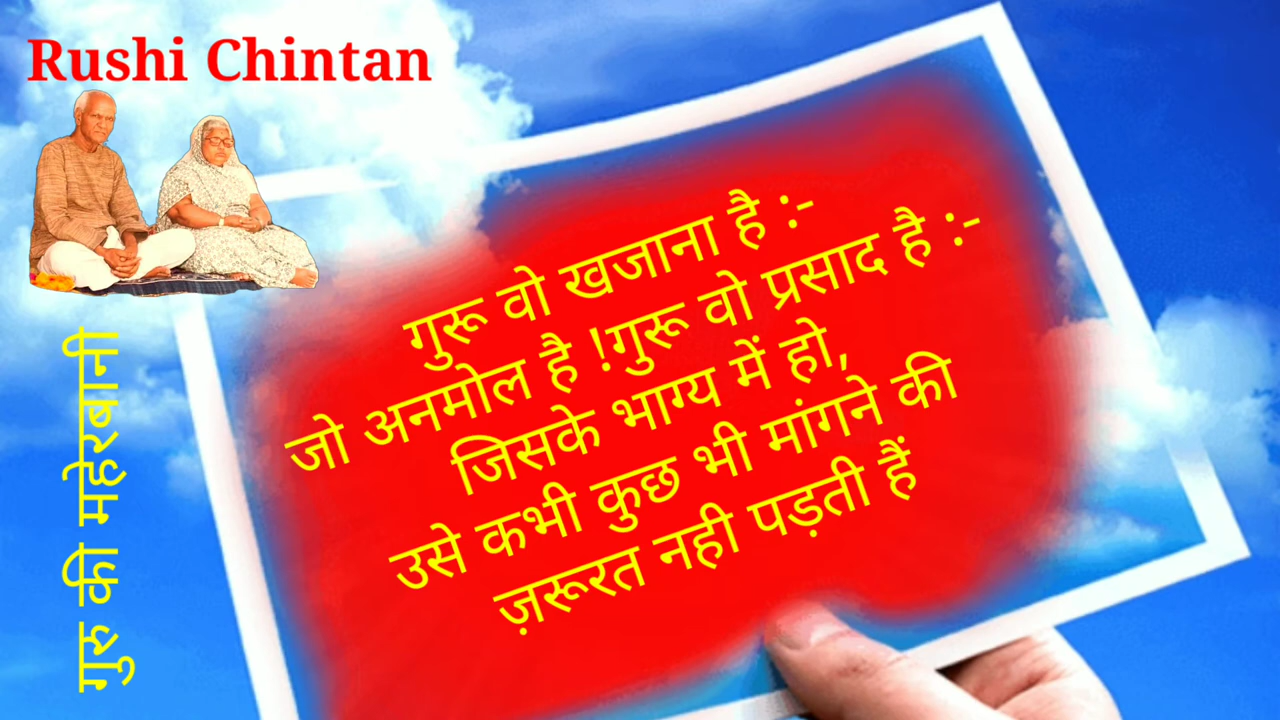 Rushi Chintan
गुरू वो खजाना है :-
जो अनमोल है !गुरू वो प्रसाद है :-
जिसके भाग्य में हो,
उसे कभी कुछ भी मांगने की
ज़रूरत नही पड़ती हैं
गुरु की महेरबानी